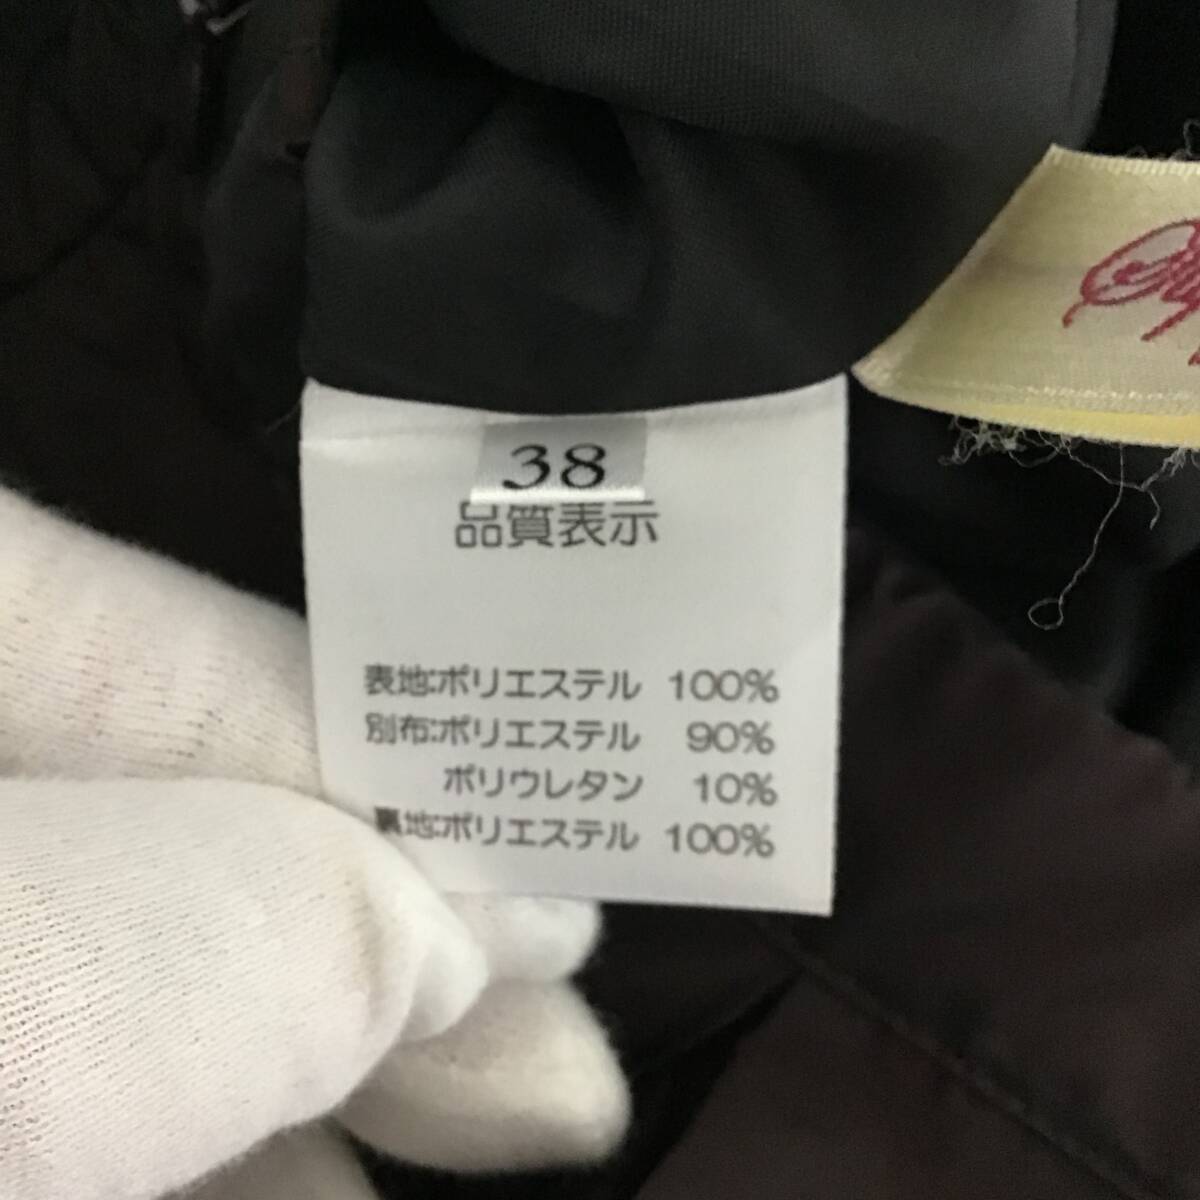 38
品質表示
表地:ポリエステル 100%
別布:ポリエステル 90%
ポリウレタン 10%
裏地:ポリエステル 100%